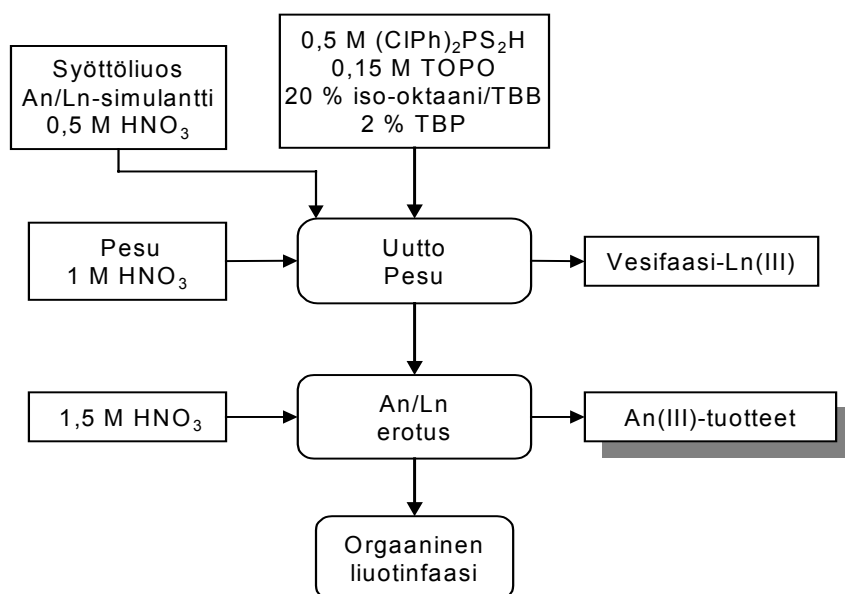 Syöttöliuos
An/Ln-simulantti
0,5 M HNO₃
0,5 M (ClPh)₂PS₂H
0,15 M TOPO
20 % iso-oktaani/TBB
2 % TBP
Pesu
1 M HNO₃
Uutto
Pesu
Vesifaasi-Ln(III)
1,5 M HNO₃
An/Ln
erotus
An(III)-tuotteet
Orgaaninen
liuotinfaasi